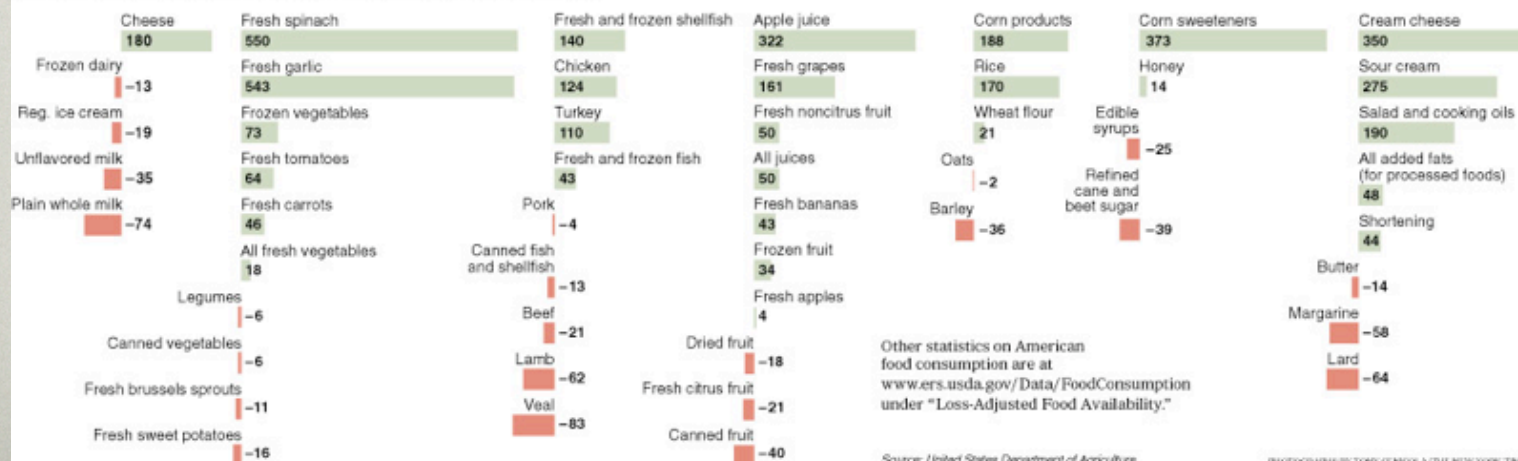 Cheese
180
Frozen dairy
–13
Reg. ice cream
–19
Unflavored milk
–35
Plain whole milk
–74
Fresh spinach
550
Fresh garlic
543
Frozen vegetables
73
Fresh tomatoes
64
Fresh carrots
46
All fresh vegetables
18
Legumes
–6
Canned vegetables
–6
Fresh brussels sprouts
–11
Fresh sweet potatoes
–16
Fresh and frozen shellfish
140
Chicken
124
Turkey
110
Fresh and frozen fish
43
Pork
–4
Canned fish
and shellfish
–13
Beef
–21
Lamb
–62
Veal
–83
Apple juice
322
Fresh grapes
161
Fresh noncitrus fruit
50
All juices
50
Fresh bananas
43
Frozen fruit
34
Fresh apples
4
Dried fruit
–18
Fresh citrus fruit
–21
Canned fruit
–40
Corn products
188
Rice
170
Wheat flour
21
Oats
–2
Barley
–36
Corn sweeteners
373
Honey
14
Edible
syrups
–25
Refined
cane and
beet sugar
–39
Cream cheese
350
Sour cream
275
Salad and cooking oils
190
All added fats
(for processed foods)
48
Shortening
44
Butter
–14
Margarine
–58
Lard
–64
Other statistics on American
food consumption are at
www.ers.usda.gov/Data/FoodConsumption
under “Loss-Adjusted Food Availability.”
Source: United States Department of Agriculture